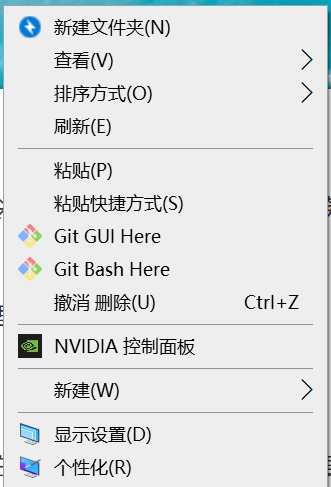 新建文件夹(N)
查看(V)
排序方式(O)
刷新(E)
粘贴(P)
粘贴快捷方式(S)
Git GUI Here
Git Bash Here
撤消 删除(U) Ctrl+Z
NVIDIA 控制面板
新建(W)
显示设置(D)
个性化(R)